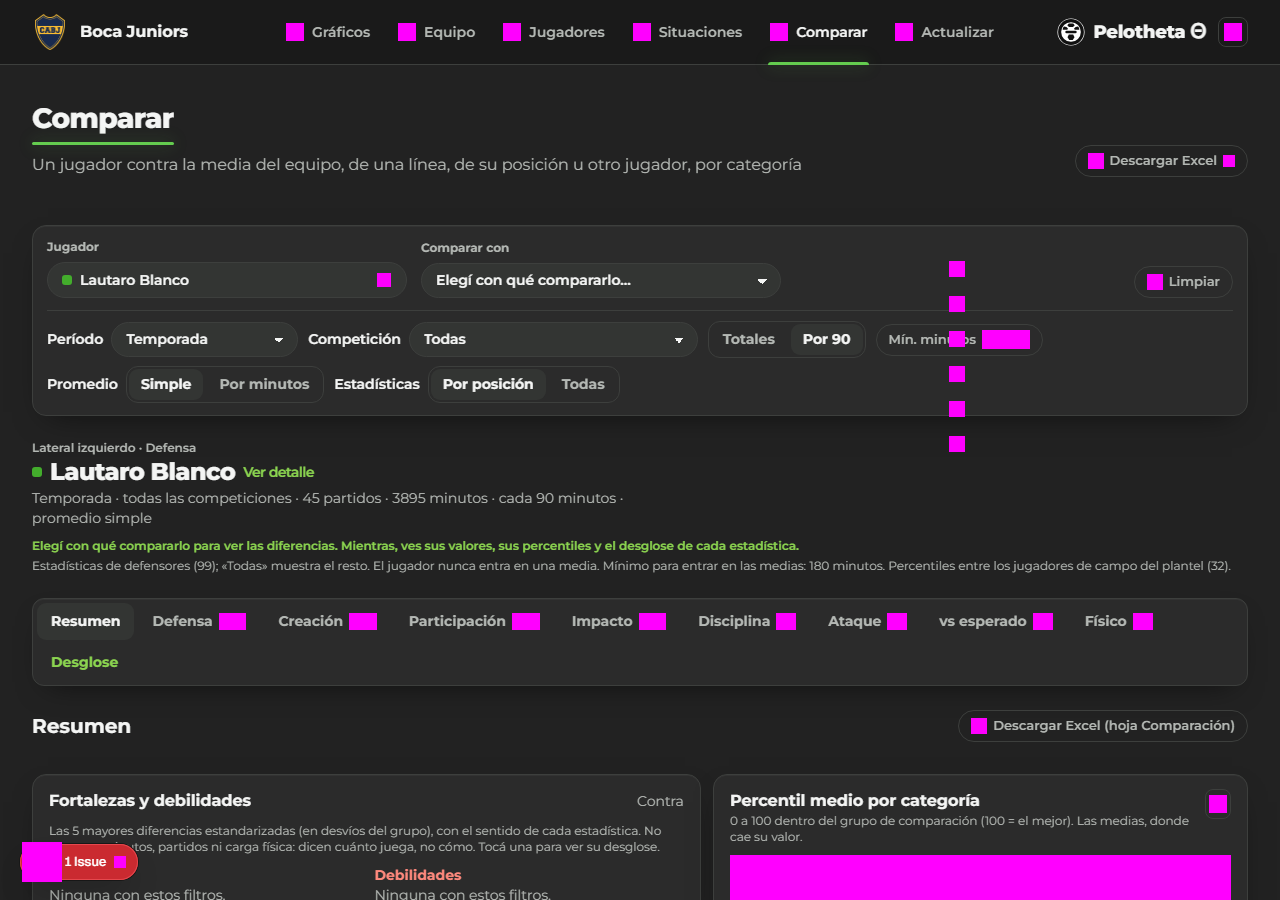 Boca Juniors
Gráficos
Equipo
Jugadores
Situaciones
Comparar
Actualizar
Pelotheta Θ
Comparar
Un jugador contra la media del equipo, de una línea, de su posición u otro jugador, por categoría
Descargar Excel
Jugador
Comparar con
Lautaro Blanco
Elegí con qué compararlo...
Limpiar
Período
Temporada
Competición
Todas
Totales
Por 90
Mín.
Promedio
Simple
Por minutos
Estadísticas
Por posición
Todas
Lateral izquierdo · Defensa
Lautaro Blanco Ver detalle
Temporada · todas las competiciones · 45 partidos · 3895 minutos · cada 90 minutos ·
promedio simple
Elegí con qué compararlo para ver las diferencias. Mientras, ves sus valores, sus percentiles y el desglose de cada estadística.
Estadísticas de defensores (99); «Todas» muestra el resto. El jugador nunca entra en una media. Mínimo para entrar en las medias: 180 minutos. Percentiles entre los jugadores de campo del plantel (32).
Resumen
Defensa
Creación
Participación
Impacto
Disciplina
Ataque
vs esperado
Físico
Desglose
Resumen
Descargar Excel (hoja Comparación)
Fortalezas y debilidades
Contra
Las 5 mayores diferencias estandarizadas (en desvíos del grupo), con el sentido de cada estadística. No
partidos ni carga física: dicen cuánto juega, no cómo. Tocá una para ver su desglose.
1 Issue
Debilidades
Ninguna con estos filtros.
Ninguna con estos filtros.
Percentil medio por categoría
0 a 100 dentro del grupo de comparación (100 = el mejor). Las medias, donde
cae su valor.